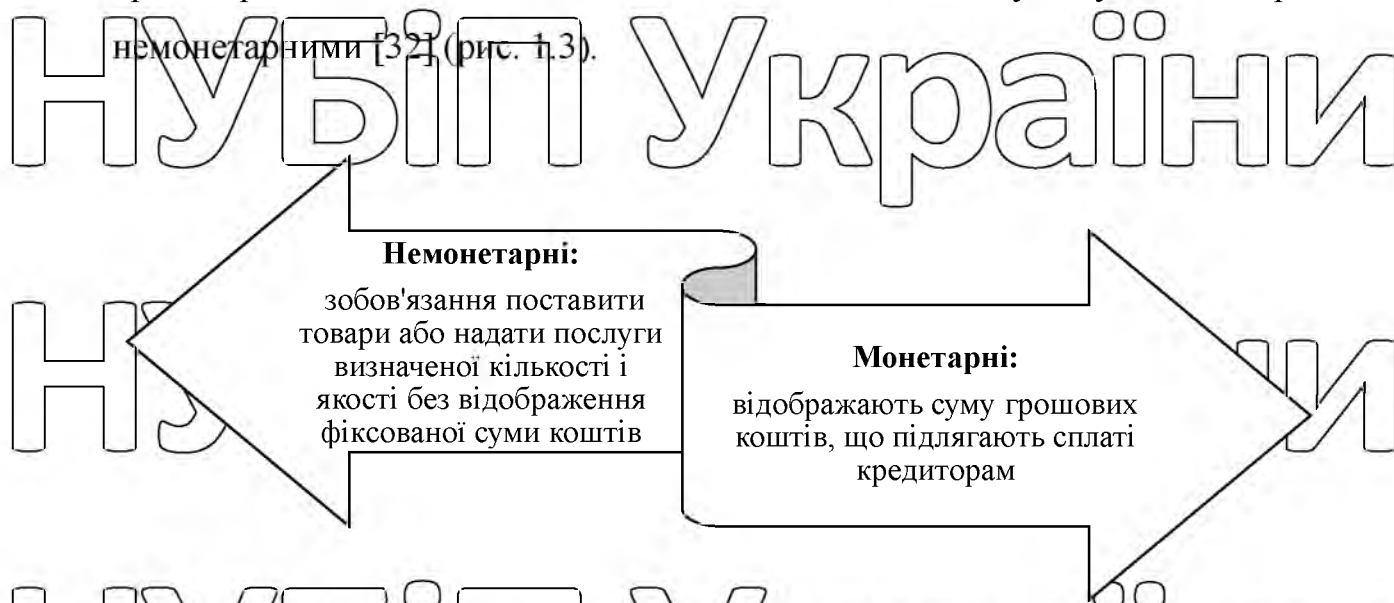 немонетарними [32] (рис. 1.3).
НУБіП України
Немонетарні:
зобов'язання поставити
товари або надати послуги
визначеної кількості і
якості без відображення
фіксованої суми коштів
Монетарні:
відображають суму грошових
коштів, що підлягають сплаті
кредиторам